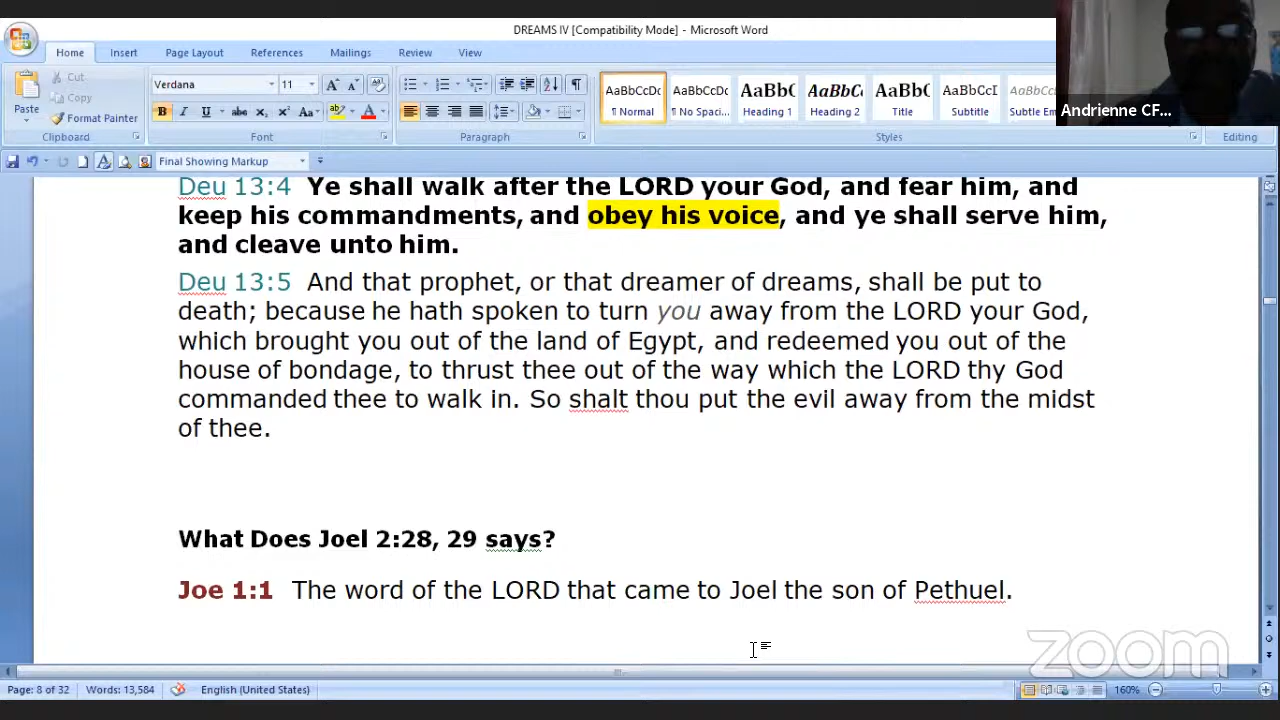 DREAMS IV [Compatibility Mode] - Microsoft Word
Home Insert Page Layout References Mailings Review View
Andrienne CF...
Paste
Cut
Copy
Format Painter
Clipboard
Verdana 11
Font
Paragraph
AaBbCcDc AaBbCcDc AaBbC AaBbC AaBbC AaBbCcI AaBbCcDc
¶ Normal ¶ No Spaci... Heading 1 Heading 2 Title Subtitle Subtle Em
Styles
Editing
Final Showing Markup
Deu 13:4 Ye shall walk after the LORD your God, and fear him, and
keep his commandments, and obey his voice, and ye shall serve him,
and cleave unto him.
Deu 13:5 And that prophet, or that dreamer of dreams, shall be put to
death; because he hath spoken to turn you away from the LORD your God,
which brought you out of the land of Egypt, and redeemed you out of the
house of bondage, to thrust thee out of the way which the LORD thy God
commanded thee to walk in. So shalt thou put the evil away from the midst
of thee.
What Does Joel 2:28, 29 says?
Joe 1:1 The word of the LORD that came to Joel the son of Pethuel.
zoom
Page: 8 of 32 Words: 13,584 English (United States) 160%